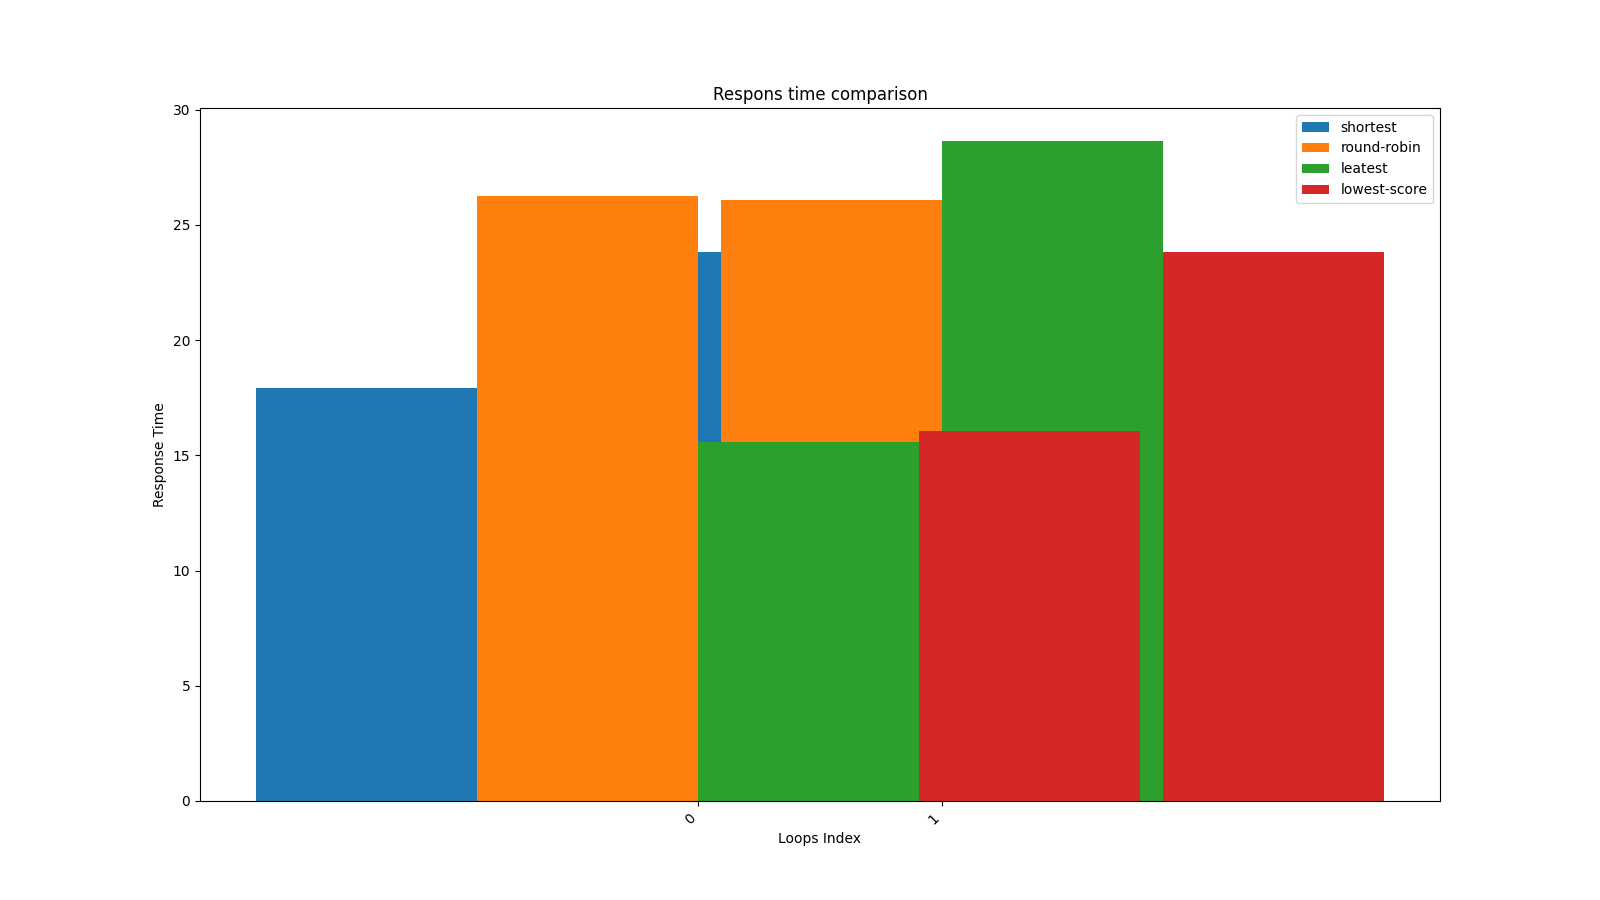 Respons time comparison
shortest
round-robin
leatest
lowest-score
30
25
20
15
10
5
0
Response Time
0
1
Loops Index